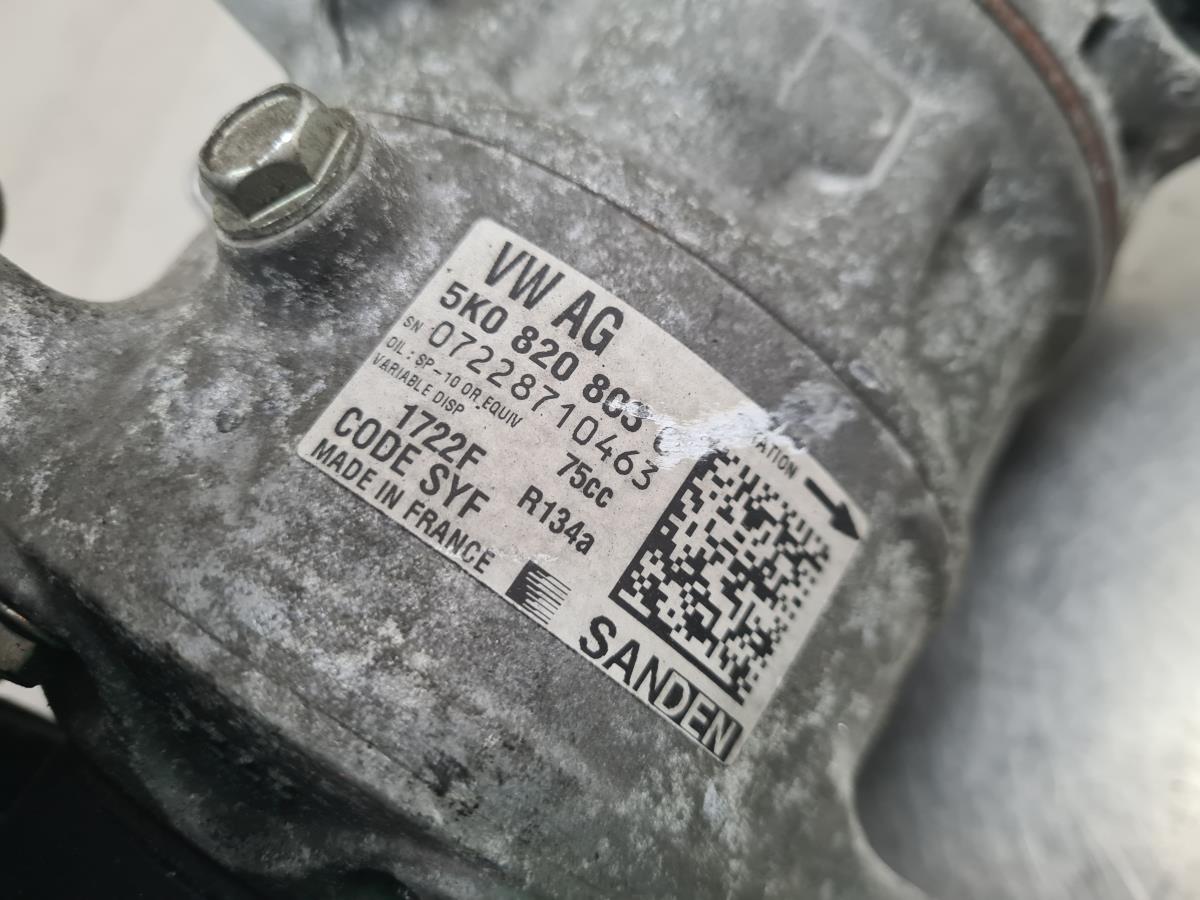 VW AG
5K0 820 803
SN 07228710463
OIL: SP-10 OR EQUIV
VARIABLE DISP 75cc
1722F
CODE SYF R134a
MADE IN FRANCE
SANDEN